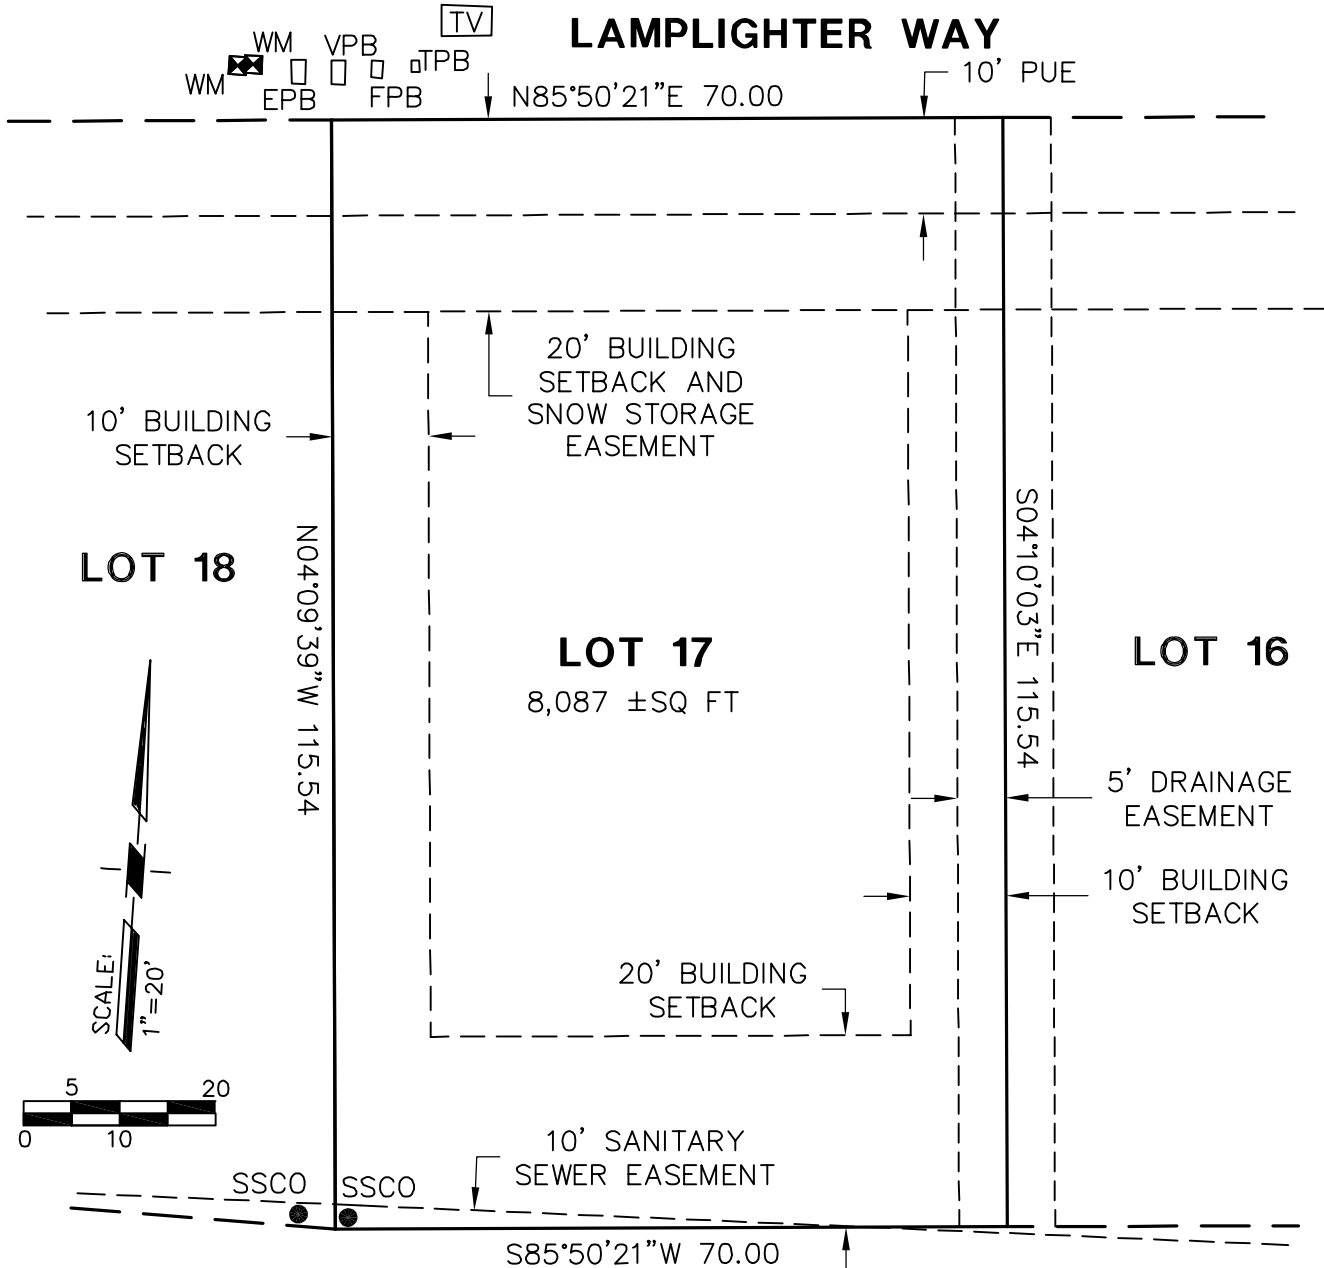 TV
LAMPLIGHTER WAY
WM
VPB
TPB
WM
EPB
FPB
10' PUE
N85°50'21"E 70.00
20' BUILDING
SETBACK AND
SNOW STORAGE
EASEMENT
10' BUILDING
SETBACK
LOT 18
N04°09'39"W 115.54
S04°10'03"E 115.54
LOT 17
8,087 ±SQ FT
LOT 16
5' DRAINAGE
EASEMENT
10' BUILDING
SETBACK
20' BUILDING
SETBACK
SCALE:
1"=20'
5
20
0
10
10' SANITARY
SEWER EASEMENT
SSCO
SSCO
S85°50'21"W 70.00